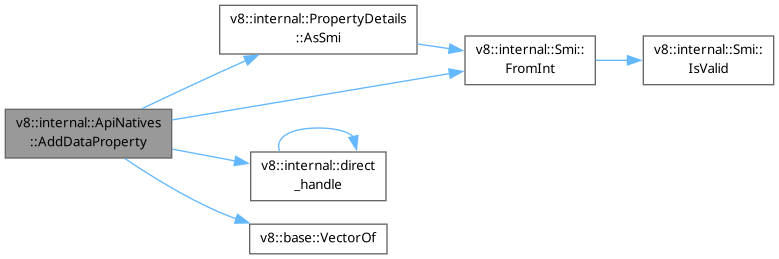 v8::internal::PropertyDetails
::AsSmi
v8::internal::Smi::
FromInt
v8::internal::Smi::
IsValid
v8::internal::ApiNatives
::AddDataProperty
v8::internal::direct
_handle
v8::base::VectorOf